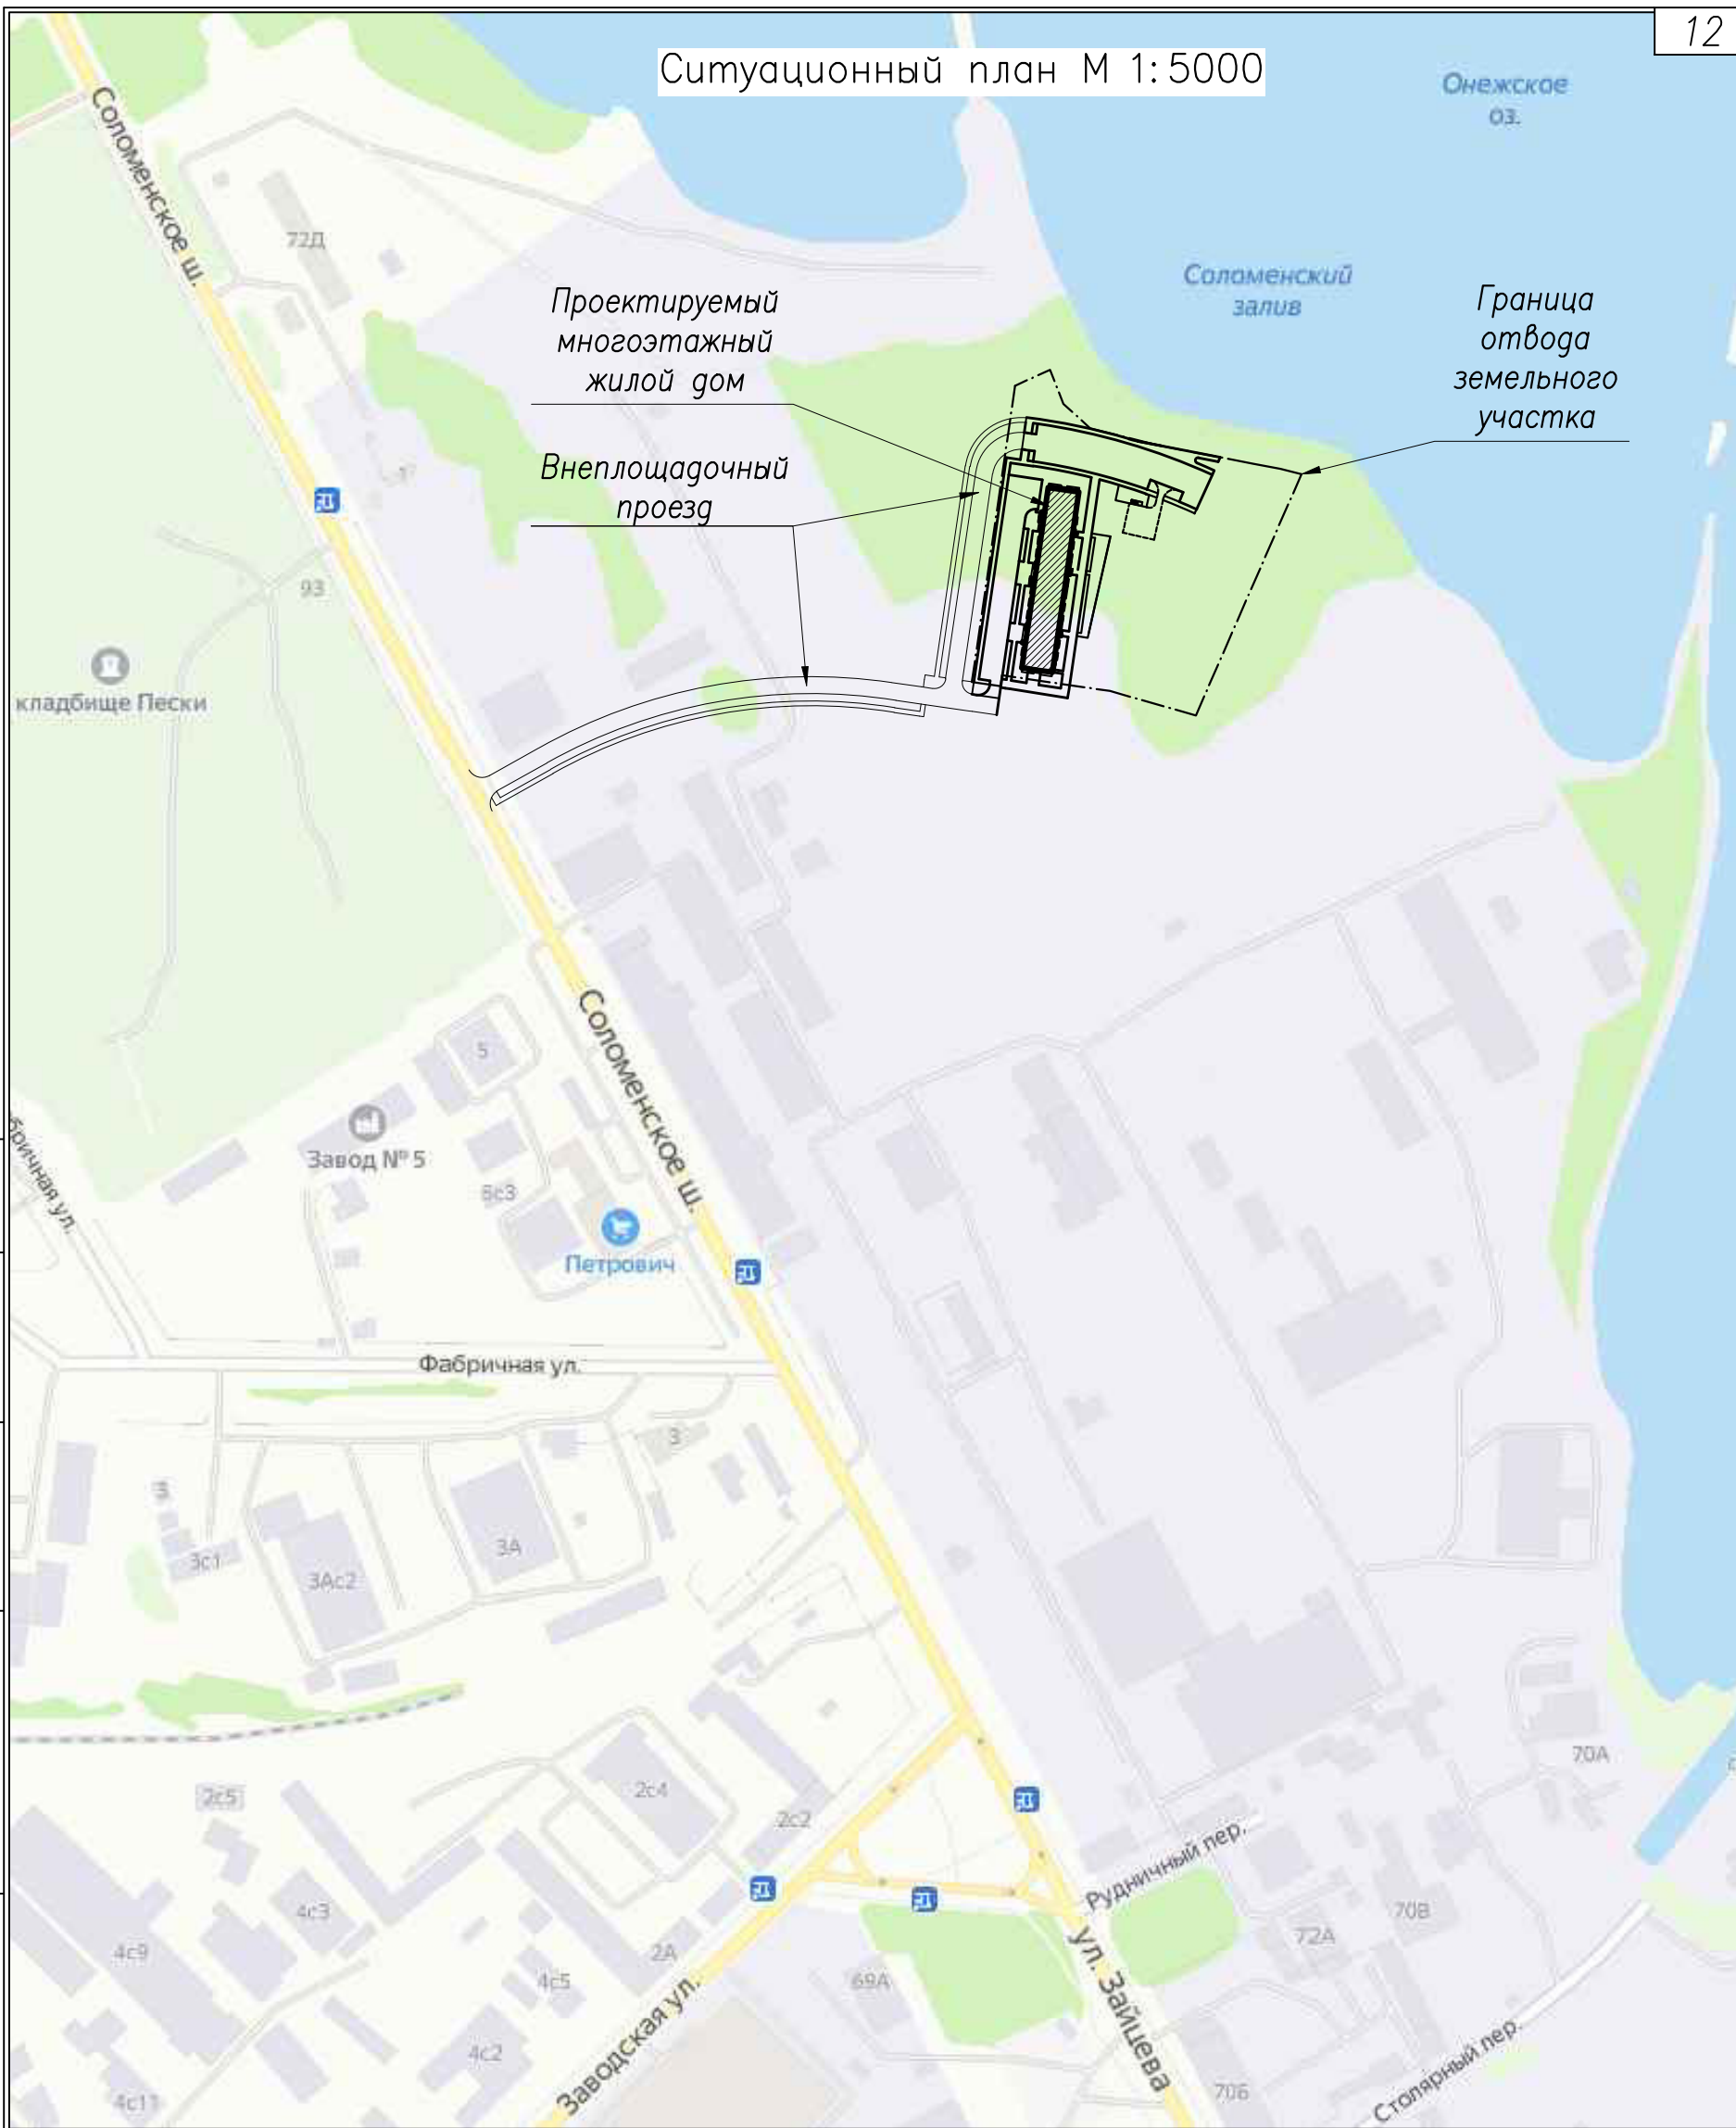 12
Ситуационный план М 1:5000
Онежское
оз.
Соломенское ш.
72Д
Соломенский
залив
Проектируемый
многоэтажный
жилой дом
Граница
отвода
земельного
участка
Внеплощадочный
проезд
93
кладбище Пески
Соломенское ш.
5
Завод № 5
6с3
Петрович
Фабричная ул.
3
3
3с1
3Ас2
3А
70А
2с5
2с4
2с2
Рудничный пер.
4с3
4с9
2А
4с5
69А
72А
70В
ул. Зайцева
Заводская ул.
4с2
4с11
70Б
Столярный пер.